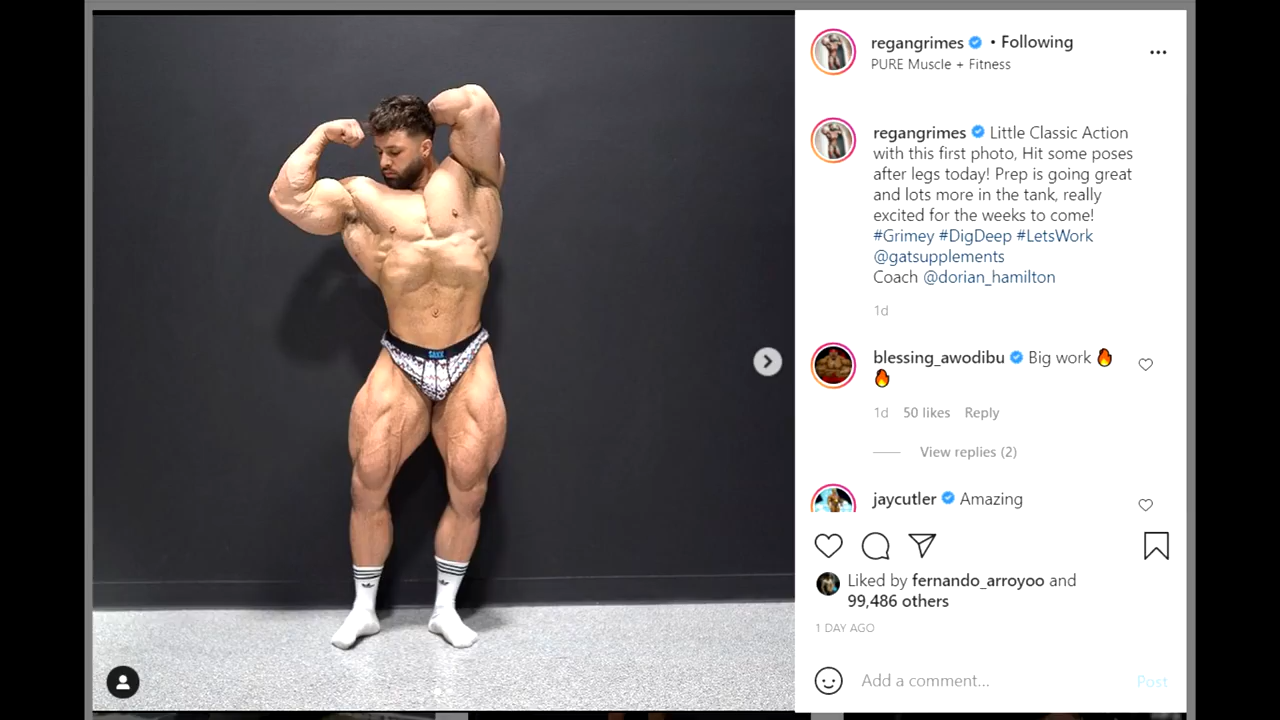 regangrimes • Following
PURE Muscle + Fitness
regangrimes Little Classic Action
with this first photo, Hit some poses
after legs today! Prep is going great
and lots more in the tank, really
excited for the weeks to come!
#Grimey #DigDeep #LetsWork
@gatsupplements
Coach @dorian_hamilton
1d
blessing_awodibu Big work 🔥
🔥
1d 50 likes Reply
View replies (2)
jaycutler Amazing
Liked by fernando_arroyoo and
99,486 others
1 DAY AGO
Add a comment... Post
SAXX